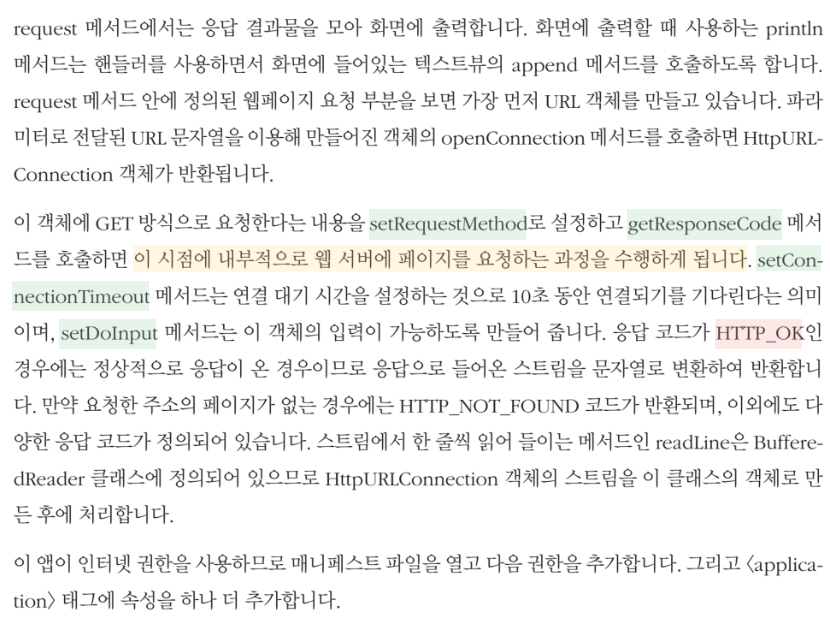 request 메서드에서는 응답 결과물을 모아 화면에 출력합니다. 화면에 출력할 때 사용하는 println
메서드는 핸들러를 사용하면서 화면에 들어있는 텍스트뷰의 append 메서드를 호출하도록 합니다.
request 메서드 안에 정의된 웹페이지 요청 부분을 보면 가장 먼저 URL 객체를 만들고 있습니다. 파라
미터로 전달된 URL 문자열을 이용해 만들어진 객체의 openConnection 메서드를 호출하면 HttpURL-
Connection 객체가 반환됩니다.
이 객체에 GET 방식으로 요청한다는 내용을 setRequestMethod로 설정하고 getResponseCode 메서
드를 호출하면 이 시점에 내부적으로 웹 서버에 페이지를 요청하는 과정을 수행하게 됩니다. setCon-
nectionTimeout 메서드는 연결 대기 시간을 설정하는 것으로 10초 동안 연결되기를 기다린다는 의미
이며, setDoInput 메서드는 이 객체의 입력이 가능하도록 만들어 줍니다. 응답 코드가 HTTP_OK인
경우에는 정상적으로 응답이 온 경우이므로 응답으로 들어온 스트림을 문자열로 변환하여 반환합니
다. 만약 요청한 주소의 페이지가 없는 경우에는 HTTP_NOT_FOUND 코드가 반환되며, 이외에도 다
양한 응답 코드가 정의되어 있습니다. 스트림에서 한 줄씩 읽어 들이는 메서드인 readLine은 Buffere-
dReader 클래스에 정의되어 있으므로 HttpURLConnection 객체의 스트림을 이 클래스의 객체로 만
든 후에 처리합니다.
이 앱이 인터넷 권한을 사용하므로 매니페스트 파일을 열고 다음 권한을 추가합니다. 그리고 〈applica-
tion〉 태그에 속성을 하나 더 추가합니다.